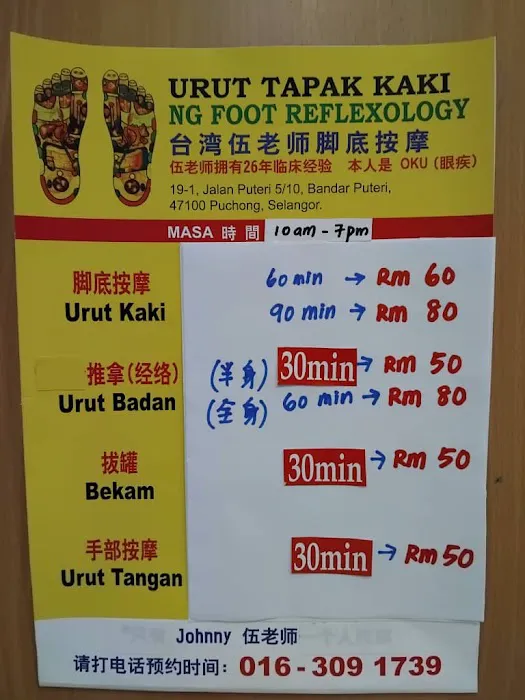 URUT TAPAK KAKI
NG FOOT REFLEXOLOGY
台湾伍老师脚底按摩
伍老师拥有26年临床经验 本人是 OKU (眼疾)
19-1, Jalan Puteri 5/10, Bandar Puteri,
47100 Puchong, Selangor.
MASA 時間 10am - 7pm
脚底按摩 60 min → Rm 60
Urut Kaki 90 min → Rm 80
推拿(经络) (半身) 30min → Rm 50
Urut Badan (全身) 60 min → Rm 80
拔罐 30min → Rm 50
Bekam
手部按摩 30min → Rm 50
Urut Tangan
Johnny 伍老师
请打电话预约时间: 016 - 309 1739